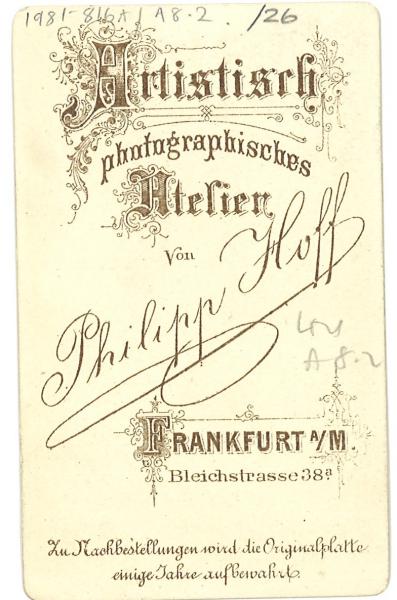 1981-816A/ A8.2 /26
Artistisch
photographisches
Atelier
von
Philipp Hoff
A8.2
FRANKFURT A/M.
Bleichstrasse 38a.
Zu Nachbestellungen wird die Originalplatte
einige Jahre aufbewahrt.